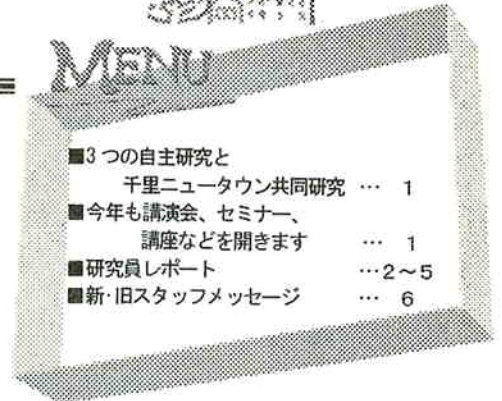 MENU
■3つの自主研究と
千里ニュータウン共同研究 … 1
■今年も講演会、セミナー、
講座などを開きます … 1
■研究員レポート …2～5
■新・旧スタッフメッセージ … 6